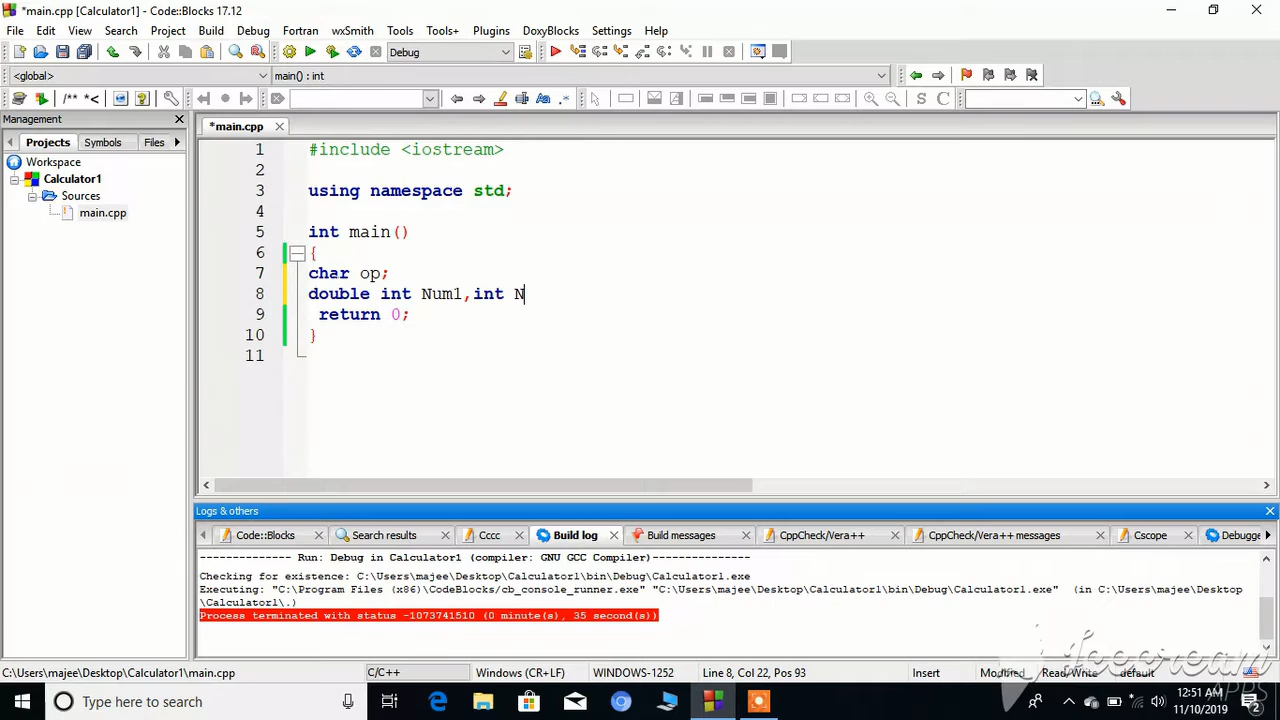 *main.cpp [Calculator1] - Code::Blocks 17.12
File Edit View Search Project Build Debug Fortran wxSmith Tools Tools+ Plugins DoxyBlocks Settings Help
Debug
<global> main() : int
/** *<
S C
Management
Projects Symbols Files
Workspace
Calculator1
Sources
main.cpp
*main.cpp
1 #include <iostream>
2
3 using namespace std;
4
5 int main()
6 {
7 char op;
8 double int Num1,int N
9 return 0;
10 }
11
Logs & others
Code::Blocks Search results Cccc Build log Build messages CppCheck/Vera++ CppCheck/Vera++ messages Cscope Debugge
-------------- Run: Debug in Calculator1 (compiler: GNU GCC Compiler)---------------
Checking for existence: C:\Users\majee\Desktop\Calculator1\bin\Debug\Calculator1.exe
Executing: "C:\Program Files (x86)\CodeBlocks/cb_console_runner.exe" "C:\Users\majee\Desktop\Calculator1\bin\Debug\Calculator1.exe" (in C:\Users\majee\Desktop
\Calculator1\.)
Process terminated with status -1073741510 (0 minute(s), 35 second(s))
C:\Users\majee\Desktop\Calculator1\main.cpp C/C++ Windows (CR+LF) WINDOWS-1252 Line 8, Col 22, Pos 93 Insert Modified Read/Write default
Icecream
APPS
Type here to search
12:51 AM
11/10/2019
2